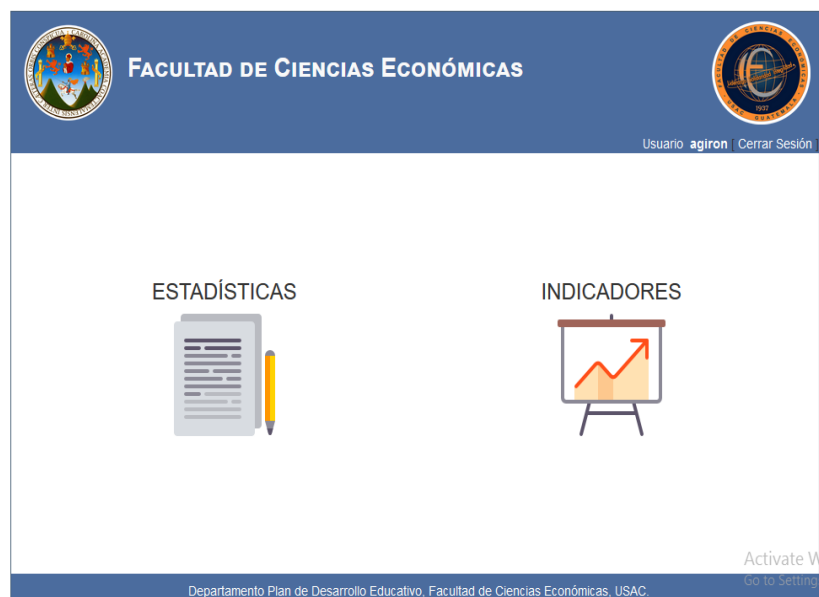 FACULTAD DE CIENCIAS ECONÓMICAS
1937
Usuario agiron [ Cerrar Sesión ]
ESTADÍSTICAS
INDICADORES
Activate W
Go to Setting
Departamento Plan de Desarrollo Educativo, Facultad de Ciencias Económicas, USAC.